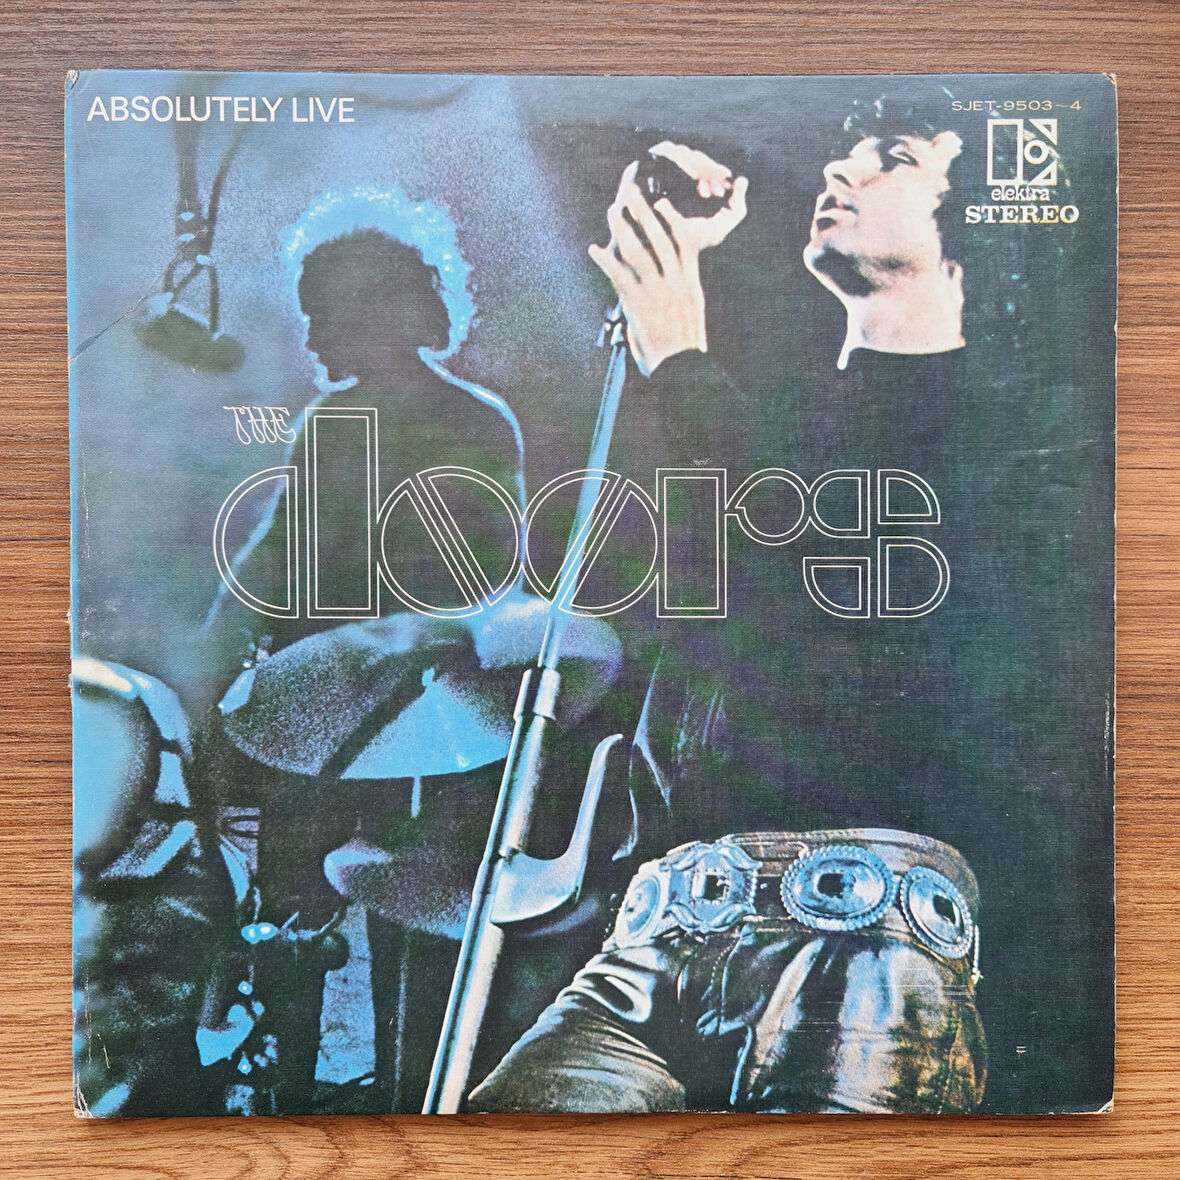 ABSOLUTELY LIVE
SJET-9503~4
elektra
STEREO
THE
doors